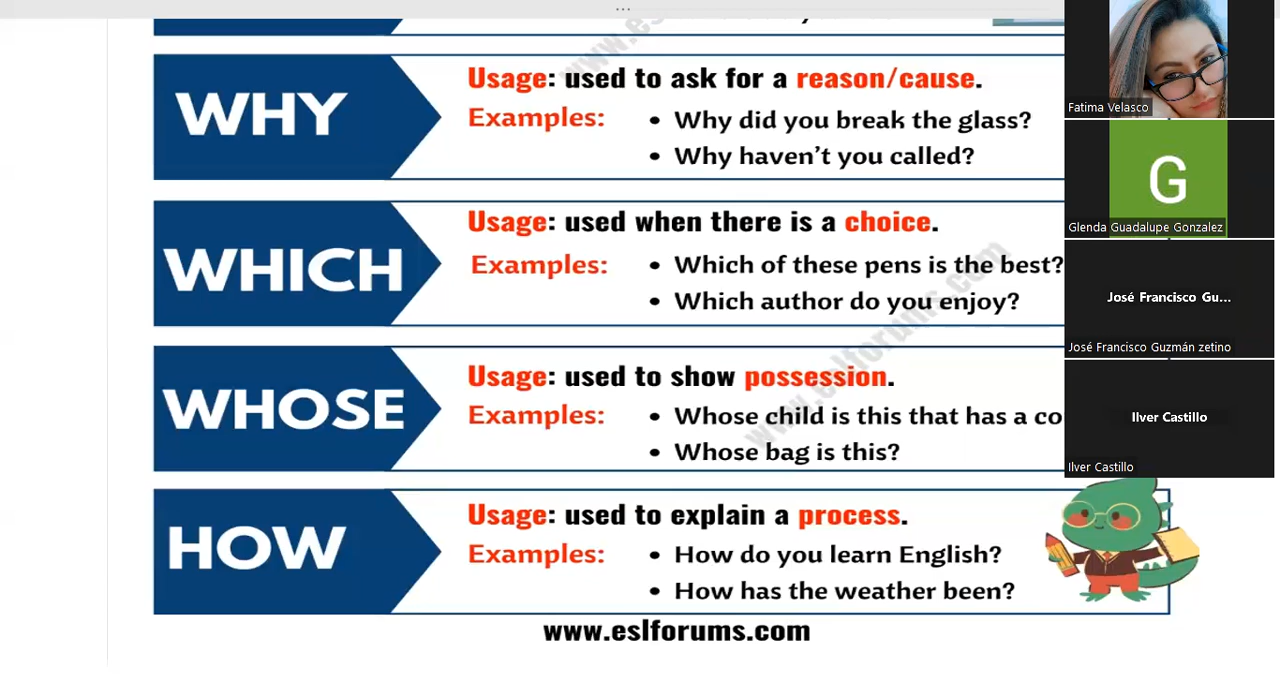 WHY
Usage: used to ask for a reason/cause.
Examples:
• Why did you break the glass?
• Why haven't you called?
WHICH
Usage: used when there is a choice.
Examples:
• Which of these pens is the best?
• Which author do you enjoy?
WHOSE
Usage: used to show possession.
Examples:
• Whose child is this that has a co
• Whose bag is this?
HOW
Usage: used to explain a process.
Examples:
• How do you learn English?
• How has the weather been?
www.eslforums.com
www.eslforums.com
Fatima Velasco
G
Glenda Guadalupe Gonzalez
José Francisco Gu...
José Francisco Guzmán zetino
Ilver Castillo
Ilver Castillo